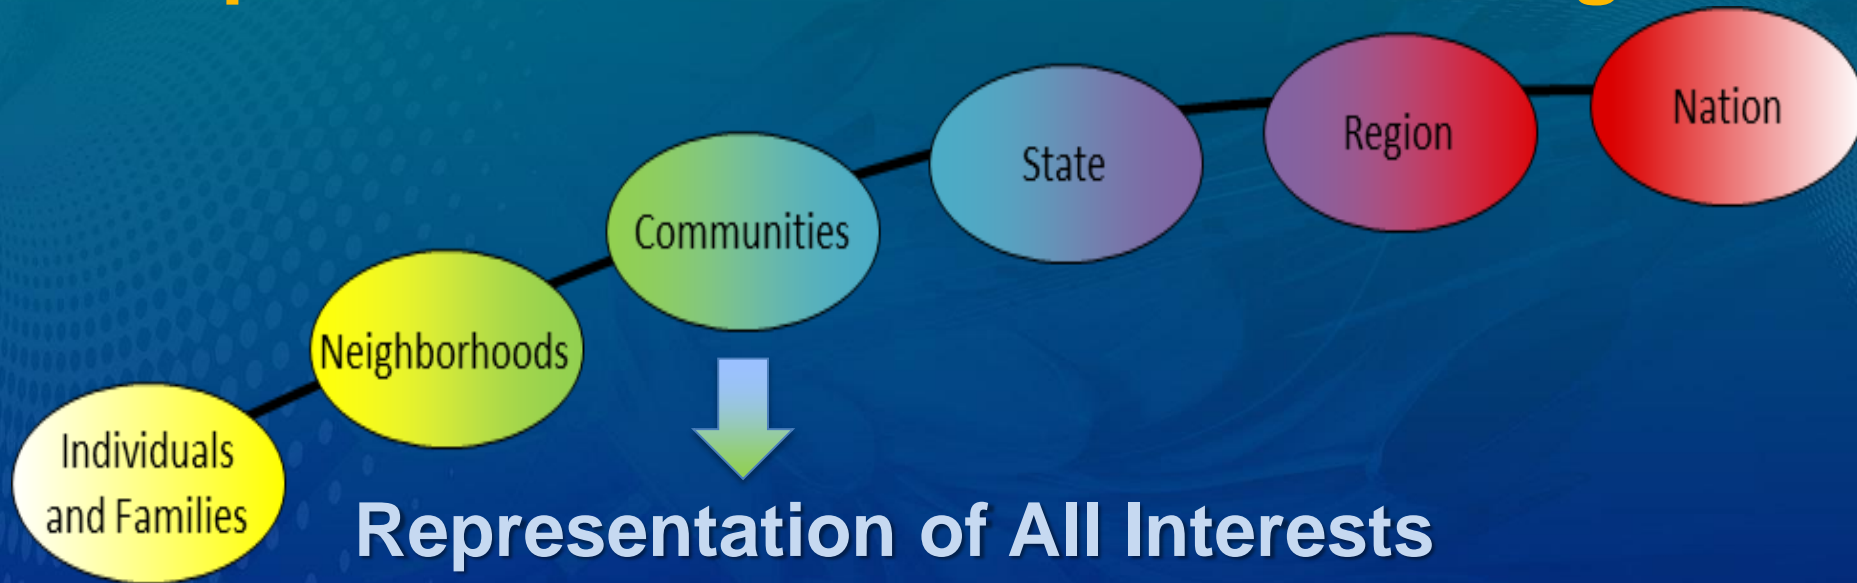 Nation
Region
State
Communities
Neighborhoods
Individuals
and Families
Representation of All Interests